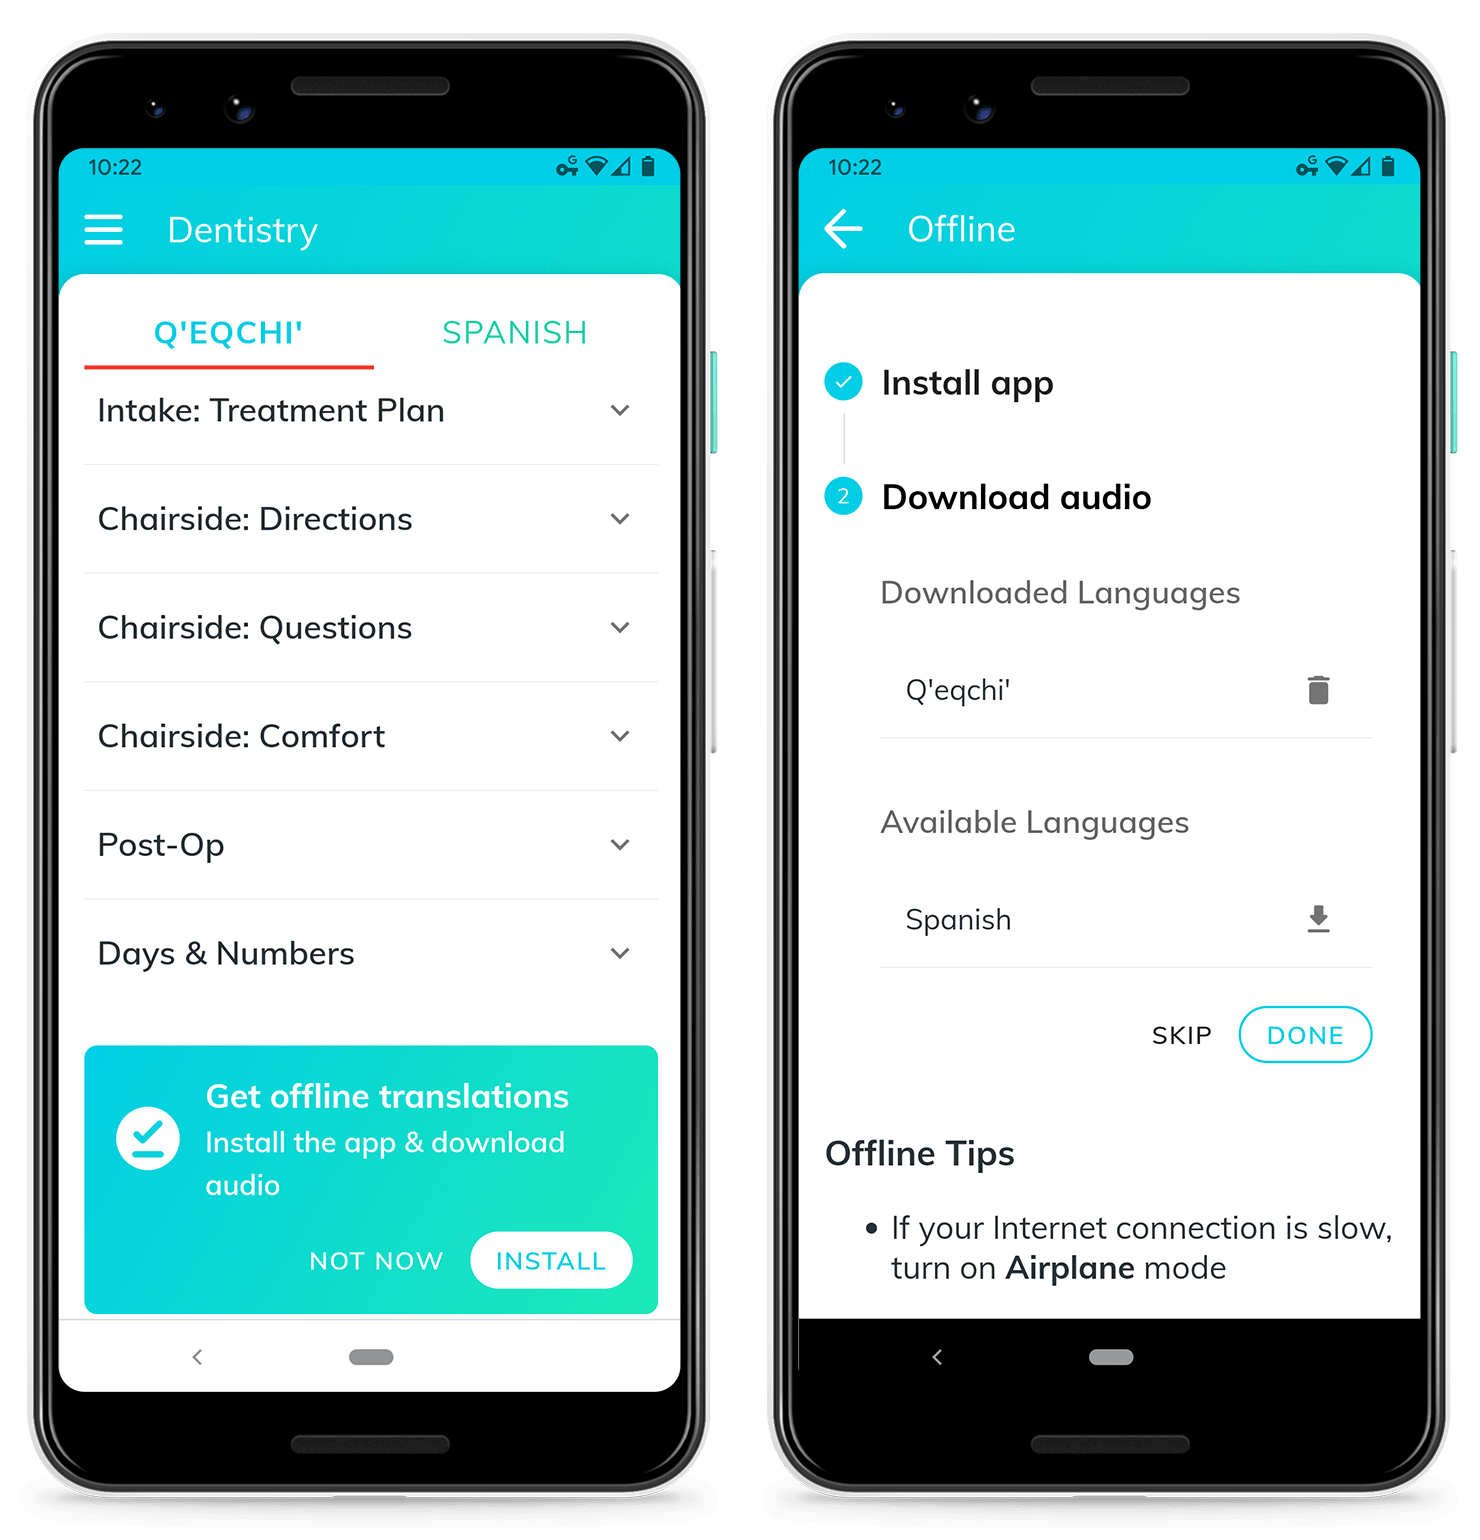 10:22
G
Dentistry
Q'EQCHI'
SPANISH
Intake: Treatment Plan
Chairside: Directions
Chairside: Questions
Chairside: Comfort
Post-Op
Days & Numbers
Get offline translations
Install the app & download
audio
NOT NOW
INSTALL
10:22
G
Offline
Install app
2
Download audio
Downloaded Languages
Q'eqchi'
Available Languages
Spanish
SKIP
DONE
Offline Tips
• If your Internet connection is slow,
turn on Airplane mode